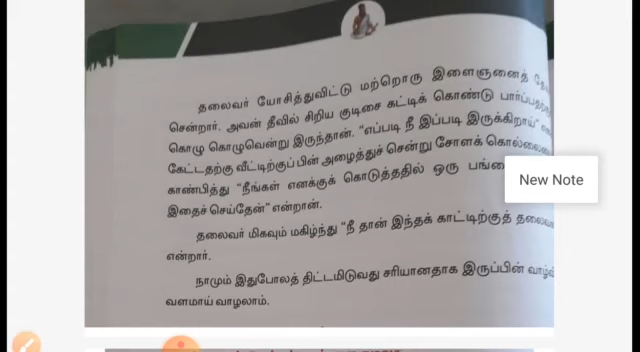 தலைவர் யோசித்துவிட்டு மற்றொரு இளைஞனைத்
சென்றார். அவன் தீவில் சிறிய குடிசை கட்டிக் கொண்டு பார்ப்பதற்கு
கொழு கொழுவென்று இருந்தான். "எப்படி நீ இப்படி இருக்கிறாய்"
கேட்டதற்கு வீட்டிற்குப் பின் அழைத்துச் சென்று சோளக் கொல்லை
காண்பித்து "நீங்கள் எனக்குக் கொடுத்ததில் ஒரு
இதைச் செய்தேன்" என்றான்.
New Note
தலைவர் மிகவும் மகிழ்ந்து "நீ தான் இந்தக் காட்டிற்குத்
என்றார்.
நாமும் இதுபோலத் திட்டமிடுவது சரியானதாக இருப்பின்
வளமாய் வாழலாம்.